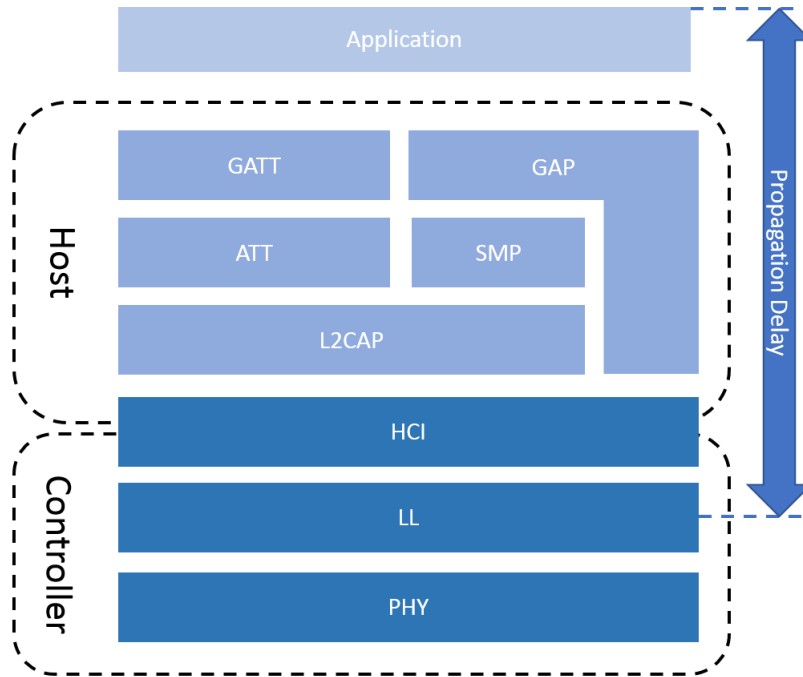 Application
GATT
GAP
ATT
SMP
L2CAP
Host
HCI
LL
PHY
Controller
Propagation Delay